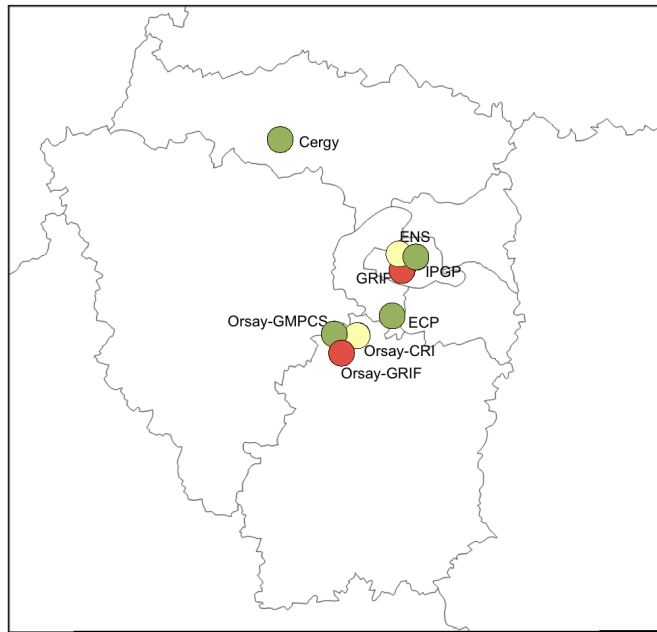 Cergy
ENS
GRIF
IPGP
Orsay-GMPCS
ECP
Orsay-CRI
Orsay-GRIF